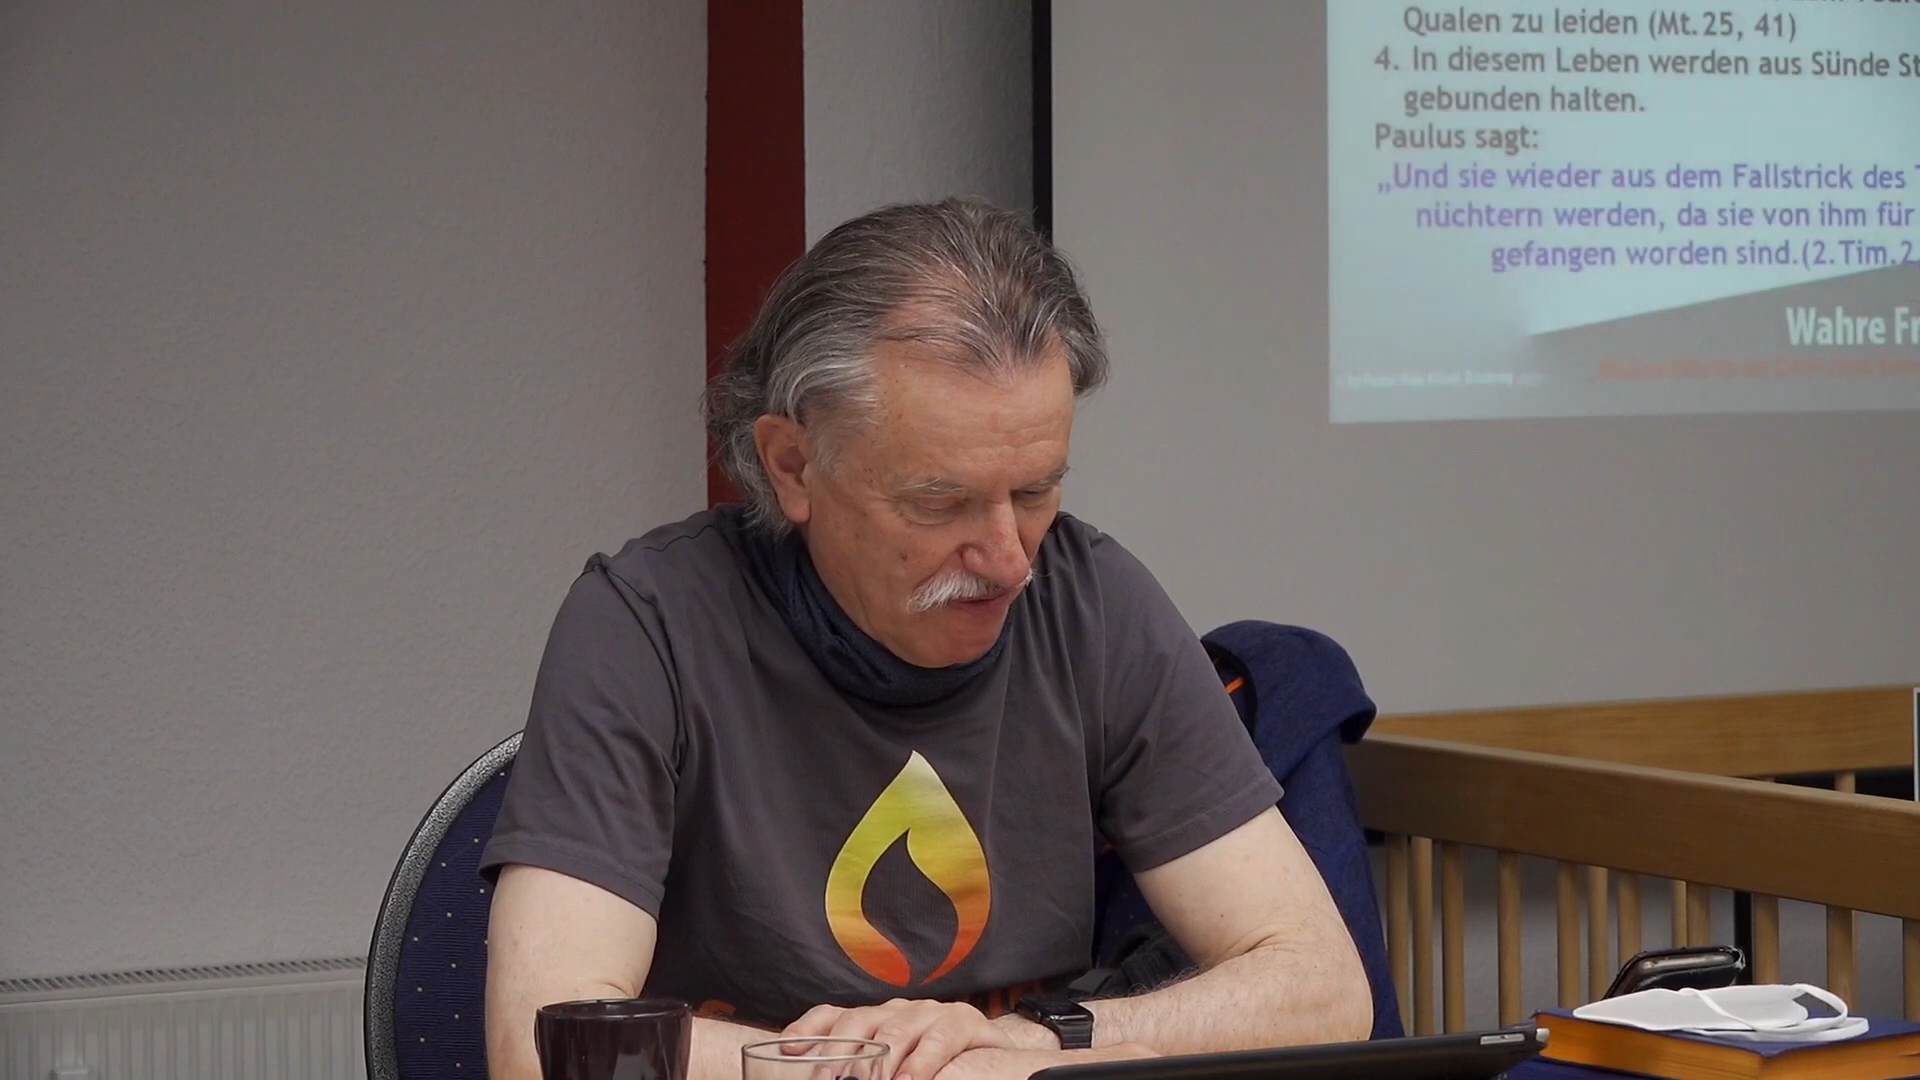 Qualen zu leiden (Mt.25, 41)
4. In diesem Leben werden aus Sünde St
gebunden halten.
Paulus sagt:
„Und sie wieder aus dem Fallstrick des
nüchtern werden, da sie von ihm für
gefangen worden sind.(2.Tim.2
Wahre Fr